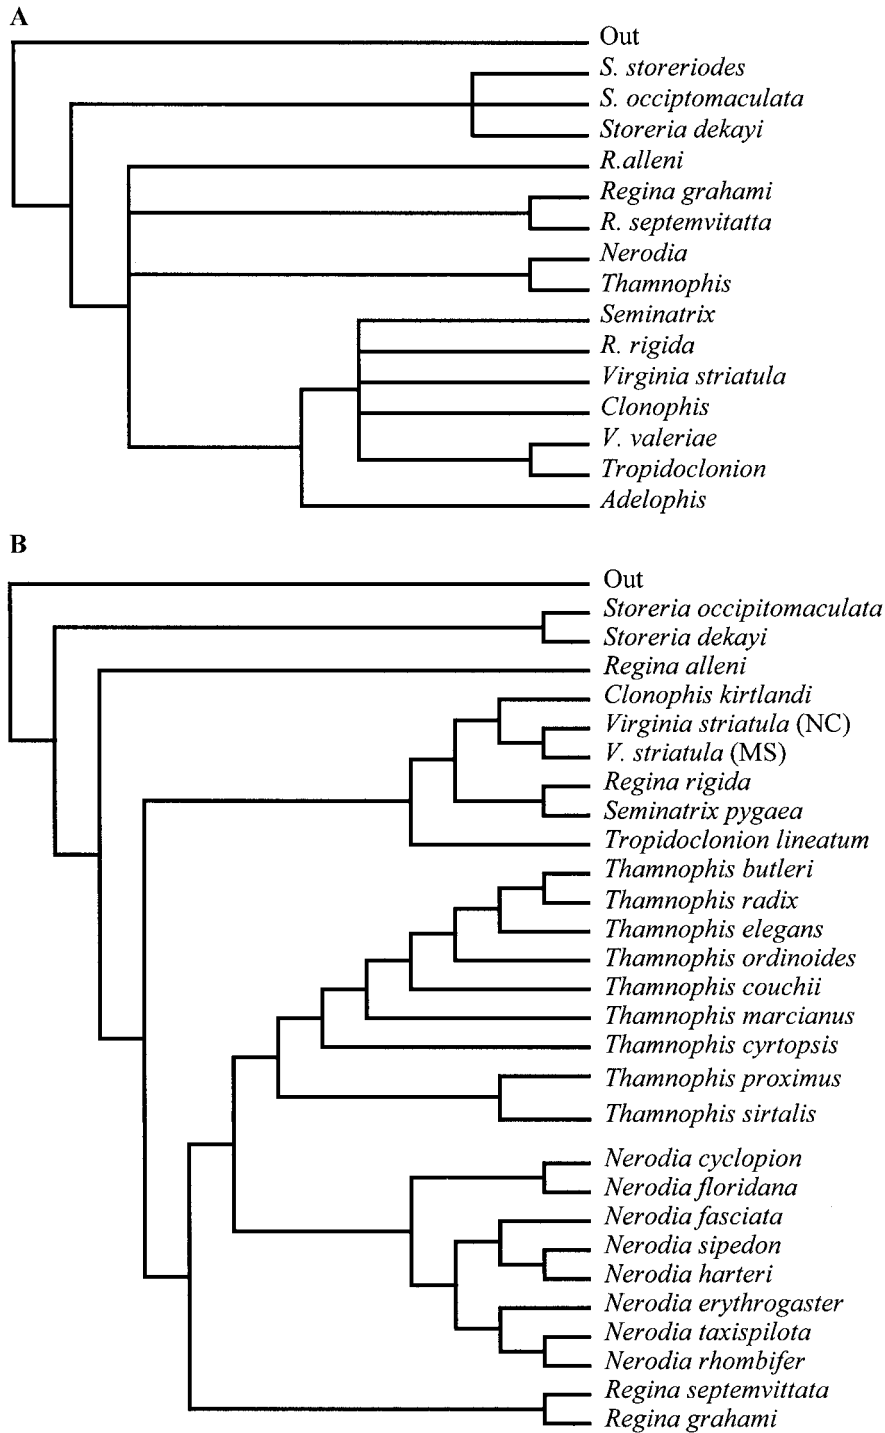 A
Out
S. storeriodes
S. occiptomaculata
Storeria dekayi
R.alleni
Regina grahami
R. septemvitatta
Nerodia
Thamnophis
Seminatrix
R. rigida
Virginia striatula
Clonophis
V. valeriae
Tropidoclonion
Adelophis
B
Out
Storeria occipitomaculata
Storeria dekayi
Regina alleni
Clonophis kirtlandi
Virginia striatula (NC)
V. striatula (MS)
Regina rigida
Seminatrix pygaea
Tropidoclonion lineatum
Thamnophis butleri
Thamnophis radix
Thamnophis elegans
Thamnophis ordinoides
Thamnophis couchii
Thamnophis marcianus
Thamnophis cyrtopsis
Thamnophis proximus
Thamnophis sirtalis
Nerodia cyclopion
Nerodia floridana
Nerodia fasciata
Nerodia sipedon
Nerodia harteri
Nerodia erythrogaster
Nerodia taxispilota
Nerodia rhombifer
Regina septemvittata
Regina grahami